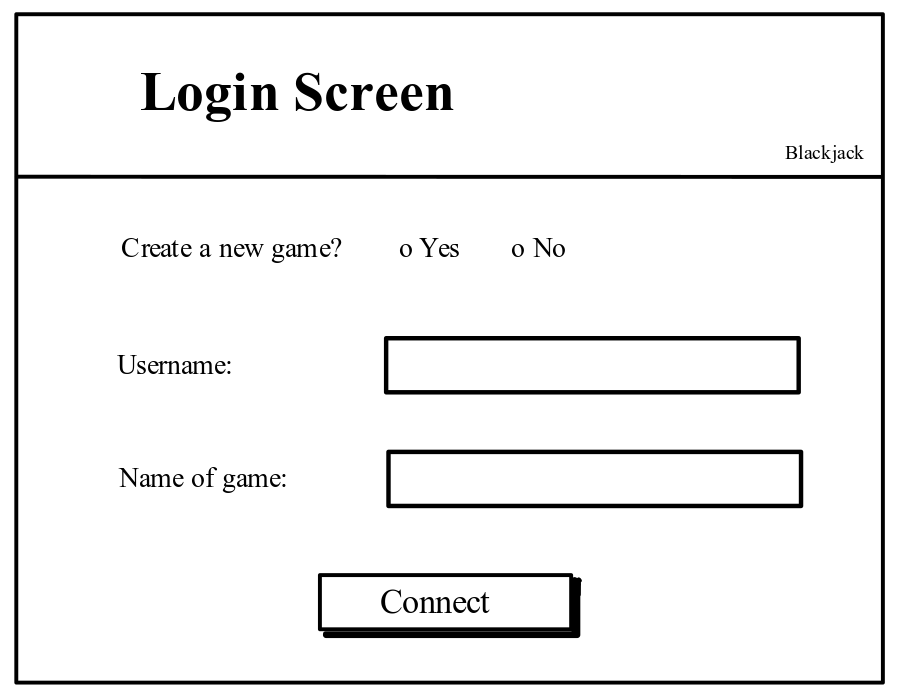 Login Screen
Blackjack
Create a new game? o Yes o No
Username:
Name of game:
Connect